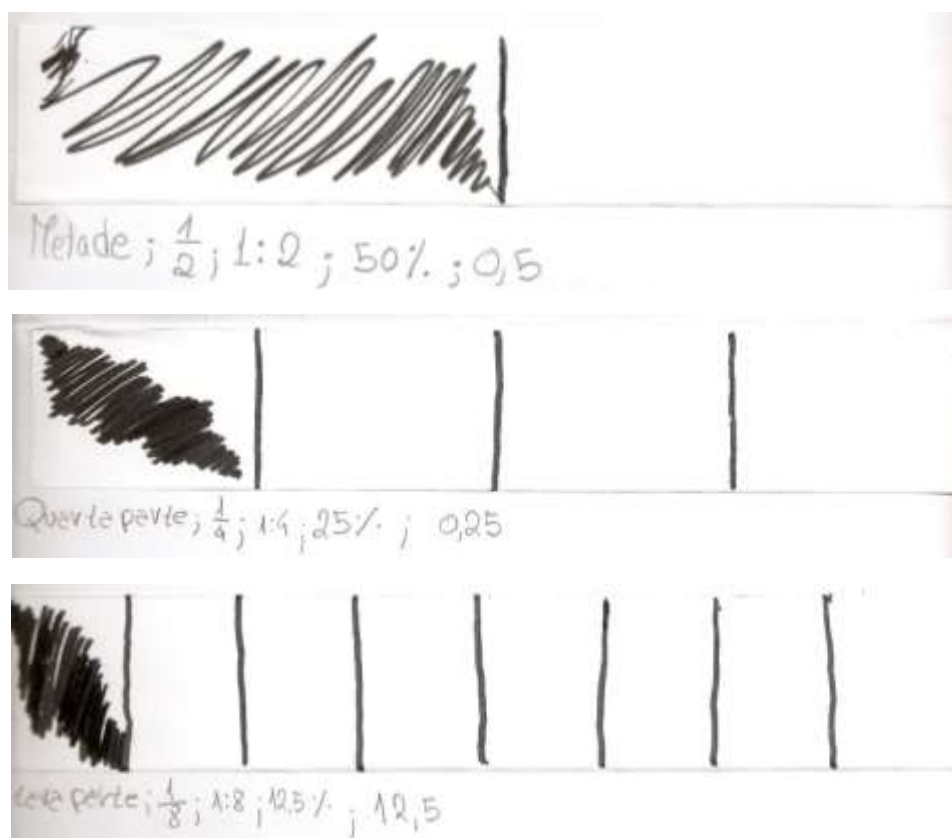 Metade ; 1/2 ; 1:2 ; 50% ; 0,5
Quarta parte ; 1/4 ; 1:4 ; 25% ; 0,25
parte ; 1/8 ; 1:8 ; 12,5% ; 12,5